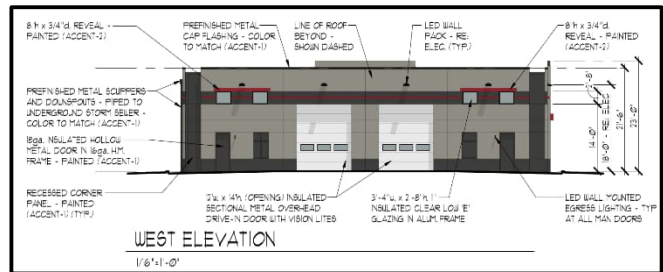 8"h x 3/4"d. REVEAL -
PAINTED (ACCENT-2)
PREFINISHED METAL
CAP FLASHING - COLOR
TO MATCH (ACCENT-1)
LINE OF ROOF
BEYOND -
SHOWN DASHED
LED WALL
PACK - RE:
ELEC. (TYP.)
8"h x 3/4"d.
REVEAL - PAINTED
(ACCENT-2)
PREFINISHED METAL SCUPPERS
AND DOWNSPOUTS - PIPED TO
UNDERGROUND STORM SEWER -
COLOR TO MATCH (ACCENT-1)
18ga. INSULATED HOLLOW
METAL DOOR IN 16ga. H.M.
FRAME - PAINTED (ACCENT-1)
RECESSED CORNER
PANEL - PAINTED
(ACCENT-1) (TYP.)
12'w. x 14'h. (OPENING) INSULATED
SECTIONAL METAL OVERHEAD
DRIVE-IN DOOR WITH VISION LITES
3'-4"w. x 2'-8"h. 1"
INSULATED CLEAR LOW 'E'
GLAZING IN ALUM. FRAME
LED WALL MOUNTED
EGRESS LIGHTING - TYP
AT ALL MAN DOORS
14'-0"
18'-0" - RE: ELEC
21'-6"
23'-0"
WEST ELEVATION
1/16"=1'-0"